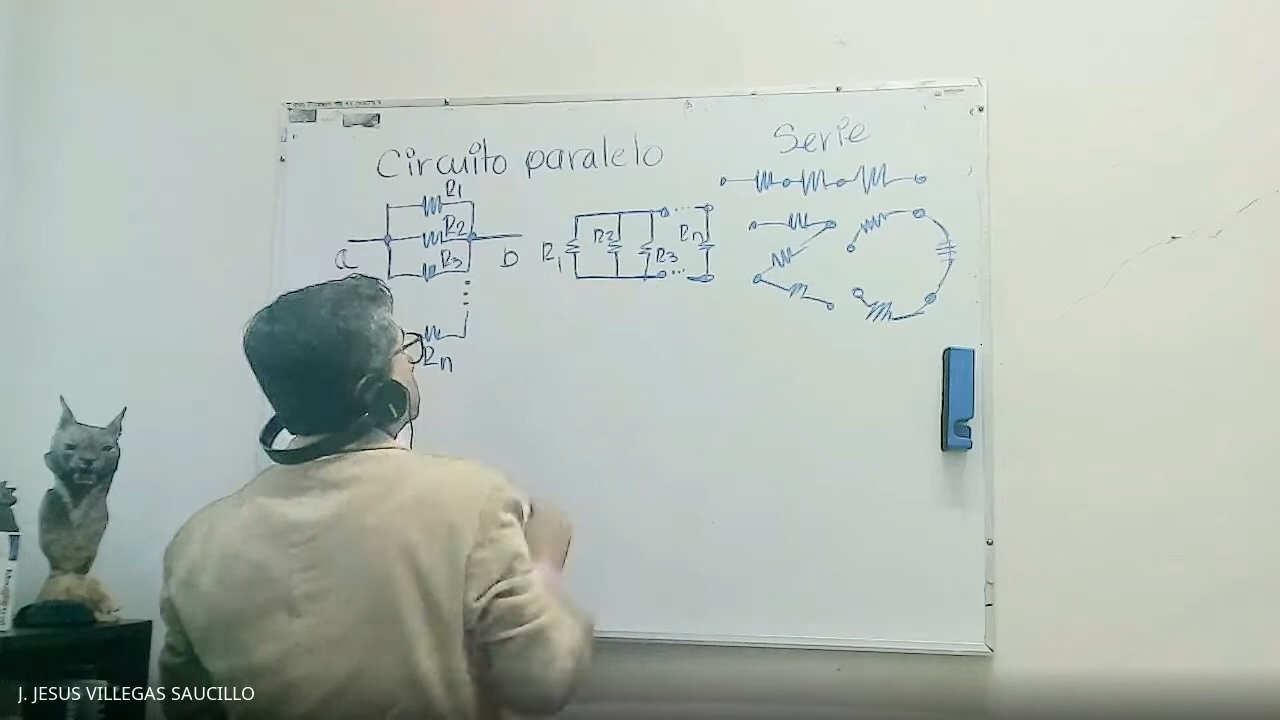 Circuito paralelo
Serie
R1
R2
R3
a
b
Rn
R1
R2
R3
Rn
J. JESUS VILLEGAS SAUCILLO